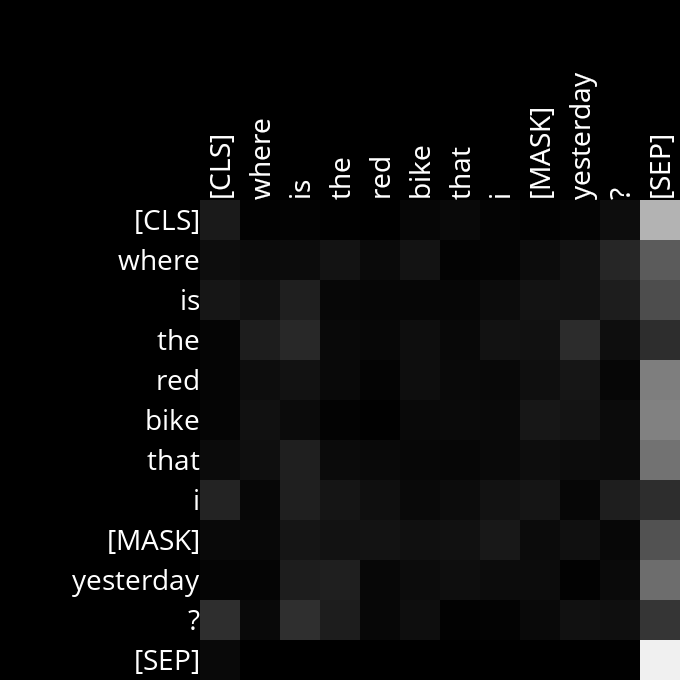 [CLS] where is the red bike that i [MASK] yesterday ? [SEP]
[CLS]
where
is
the
red
bike
that
i
[MASK]
yesterday
?
[SEP]